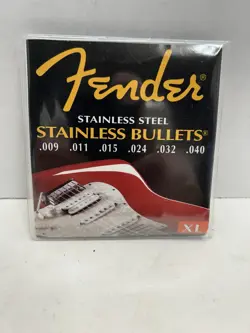 Fender®
STAINLESS STEEL
STAINLESS BULLETS®
.009 .011 .015 .024 .032 .040
XL